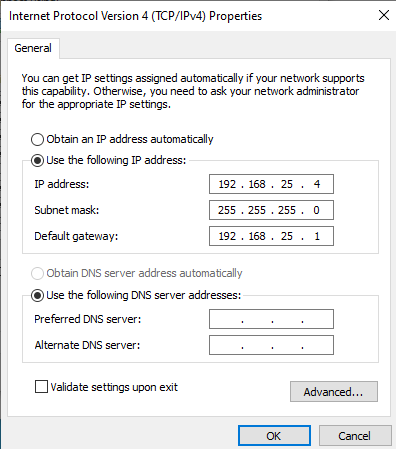 Internet Protocol Version 4 (TCP/IPv4) Properties
General
You can get IP settings assigned automatically if your network supports
this capability. Otherwise, you need to ask your network administrator
for the appropriate IP settings.
Obtain an IP address automatically
Use the following IP address:
IP address: 192 . 168 . 25 . 4
Subnet mask: 255 . 255 . 255 . 0
Default gateway: 192 . 168 . 25 . 1
Obtain DNS server address automatically
Use the following DNS server addresses:
Preferred DNS server: . . .
Alternate DNS server: . . .
Validate settings upon exit
Advanced...
OK Cancel